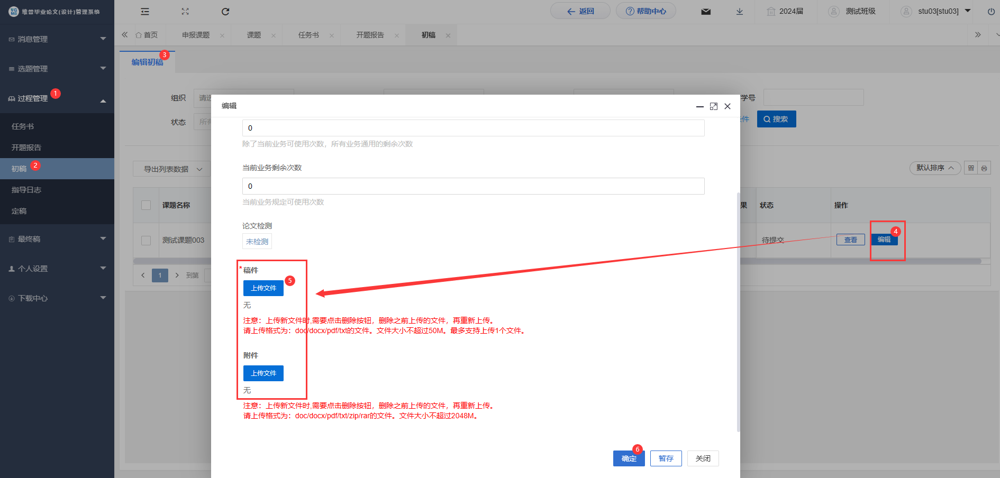 维普毕业论文(设计)管理系统
返回
帮助中心
2024届
测试班级
stu03[stu03]
消息管理
选题管理
过程管理
1
任务书
开题报告
初稿
2
指导日志
定稿
最终稿
个人设置
下载中心
首页
申报课题
课题
任务书
开题报告
初稿
编辑初稿
3
组织
学号
状态
搜索
导出列表数据
默认排序
课题名称
果
状态
操作
测试课题003
待提交
查看
编辑
4
1
到第
编辑
0
除了当前业务可使用次数，所有业务通用的剩余次数
当前业务剩余次数
0
当前业务规定可使用次数
论文检测
未检测
*稿件
上传文件
5
无
注意：上传新文件时,需要点击删除按钮，删除之前上传的文件，再重新上传。
请上传格式为：doc/docx/pdf/txt的文件。文件大小不超过50M。最多支持上传1个文件。
附件
上传文件
无
注意：上传新文件时,需要点击删除按钮，删除之前上传的文件，再重新上传。
请上传格式为：doc/docx/pdf/txt/zip/rar的文件。文件大小不超过2048M。
确定
6
暂存
关闭